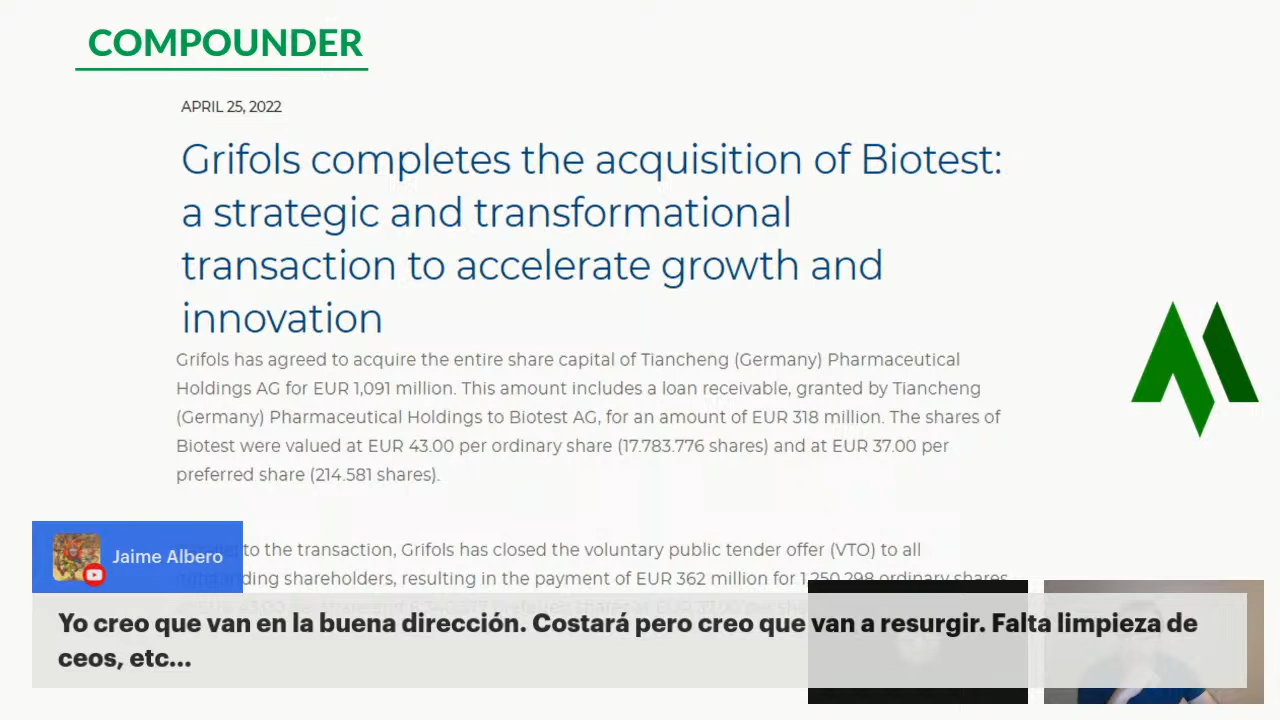 COMPOUNDER
APRIL 25, 2022
Grifols completes the acquisition of Biotest:
a strategic and transformational
transaction to accelerate growth and
innovation
Grifols has agreed to acquire the entire share capital of Tiancheng (Germany) Pharmaceutical
Holdings AG for EUR 1,091 million. This amount includes a loan receivable, granted by Tiancheng
(Germany) Pharmaceutical Holdings to Biotest AG, for an amount of EUR 318 million. The shares of
Biotest were valued at EUR 43.00 per ordinary share (17.783.776 shares) and at EUR 37.00 per
preferred share (214.581 shares).
to the transaction, Grifols has closed the voluntary public tender offer (VTO) to all
shareholders, resulting in the payment of EUR 362 million for 1.250.298 ordinary shares
Jaime Albero
Yo creo que van en la buena dirección. Costará pero creo que van a resurgir. Falta limpieza de
ceos, etc...